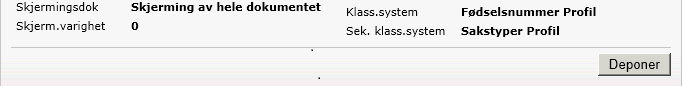 Skjermingsdok Skjerming av hele dokumentet
Skjerm.varighet 0
Klass.system Fødselsnummer Profil
Sek. klass.system Sakstyper Profil
Deponer